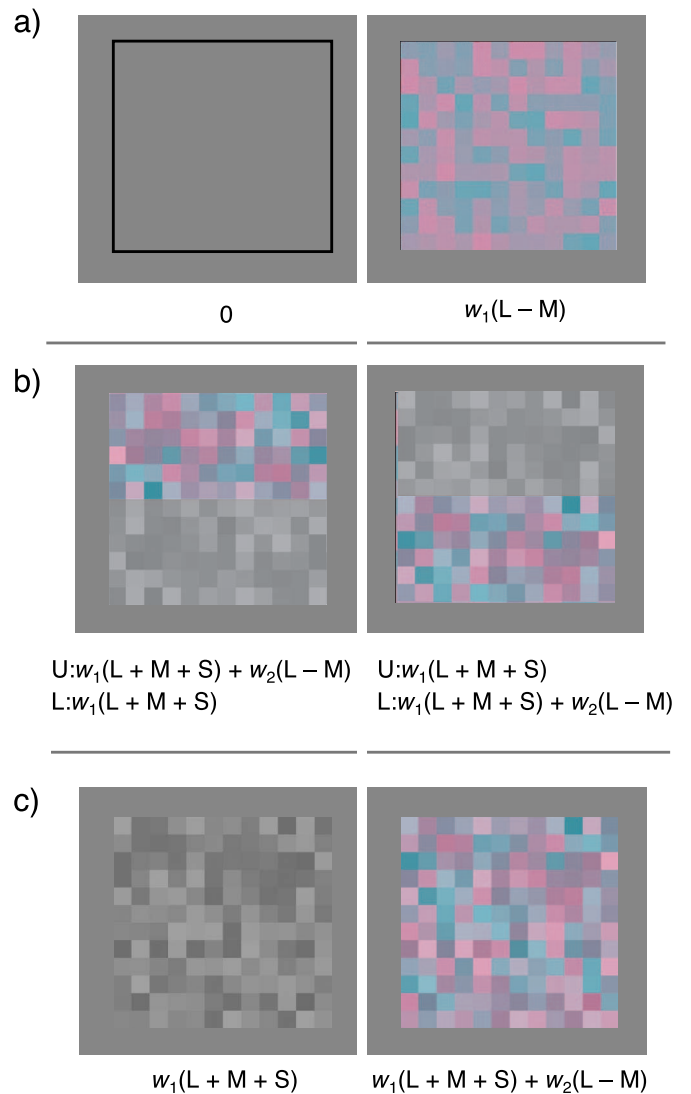 a)
0
w₁(L – M)
b)
U:w₁(L + M + S) + w₂(L – M)
L:w₁(L + M + S)
U:w₁(L + M + S)
L:w₁(L + M + S) + w₂(L – M)
c)
w₁(L + M + S)
w₁(L + M + S) + w₂(L – M)